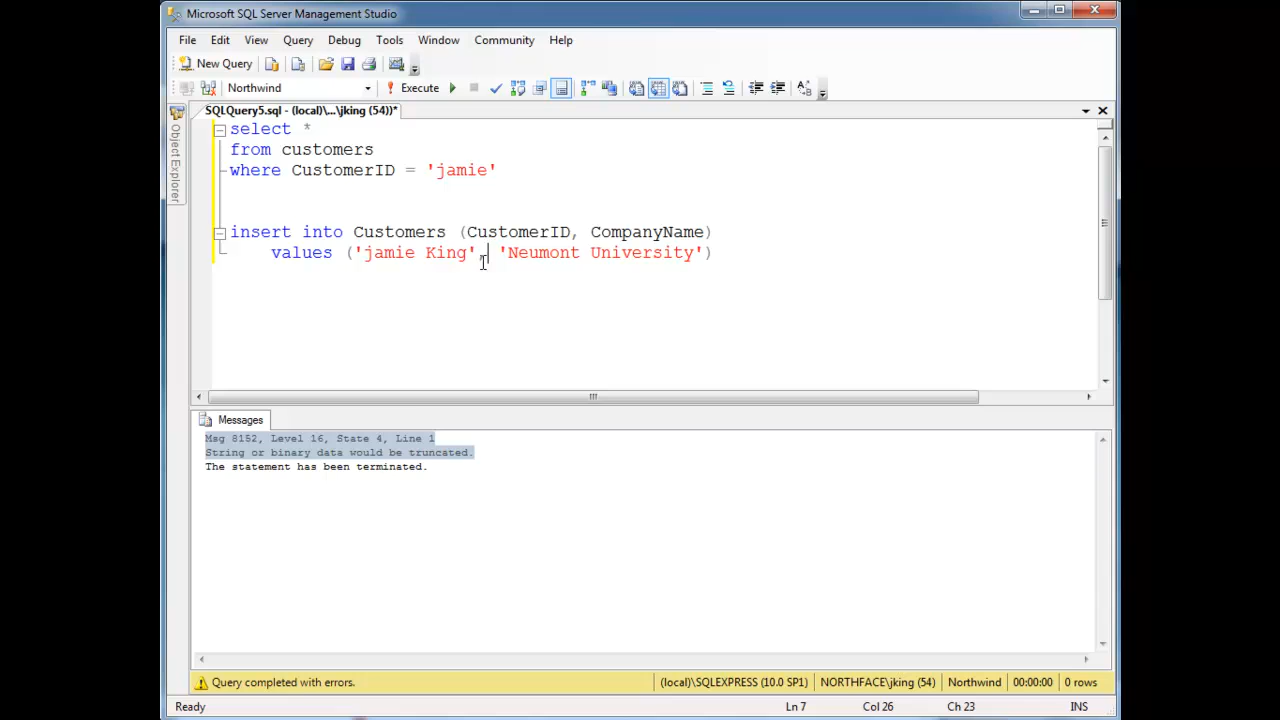 Microsoft SQL Server Management Studio
File Edit View Query Debug Tools Window Community Help
New Query
Northwind Execute
SQLQuery5.sql - (local)\...\jking (54))*
Object Explorer
select *
from customers
where CustomerID = 'jamie'
insert into Customers (CustomerID, CompanyName)
values ('jamie King', 'Neumont University')
Messages
Msg 8152, Level 16, State 4, Line 1
String or binary data would be truncated.
The statement has been terminated.
Query completed with errors. (local)\SQLEXPRESS (10.0 SP1) NORTHFACE\jking (54) Northwind 00:00:00 0 rows
Ready Ln 7 Col 26 Ch 23 INS